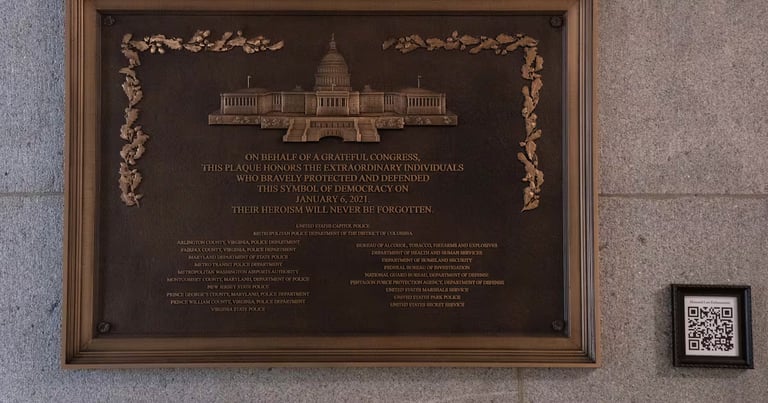 ON BEHALF OF A GRATEFUL CONGRESS,
THIS PLAQUE HONORS THE EXTRAORDINARY INDIVIDUALS
WHO BRAVELY PROTECTED AND DEFENDED
THIS SYMBOL OF DEMOCRACY ON
JANUARY 6, 2021.
THEIR HEROISM WILL NEVER BE FORGOTTEN.
UNITED STATES CAPITOL POLICE
METROPOLITAN POLICE DEPARTMENT OF THE DISTRICT OF COLUMBIA
ARLINGTON COUNTY, VIRGINIA, POLICE DEPARTMENT
FAIRFAX COUNTY, VIRGINIA, POLICE DEPARTMENT
MARYLAND DEPARTMENT OF STATE POLICE
METRO TRANSIT POLICE DEPARTMENT
METROPOLITAN WASHINGTON AIRPORTS AUTHORITY
MONTGOMERY COUNTY, MARYLAND, DEPARTMENT OF POLICE
NEW JERSEY STATE POLICE
PRINCE GEORGE'S COUNTY, MARYLAND, POLICE DEPARTMENT
PRINCE WILLIAM COUNTY, VIRGINIA, POLICE DEPARTMENT
VIRGINIA STATE POLICE
BUREAU OF ALCOHOL, TOBACCO, FIREARMS AND EXPLOSIVES
DEPARTMENT OF HEALTH AND HUMAN SERVICES
DEPARTMENT OF HOMELAND SECURITY
FEDERAL BUREAU OF INVESTIGATION
NATIONAL GUARD BUREAU, DEPARTMENT OF DEFENSE
PENTAGON FORCE PROTECTION AGENCY, DEPARTMENT OF DEFENSE
UNITED STATES MARSHALS SERVICE
UNITED STATES PARK POLICE
UNITED STATES SECRET SERVICE